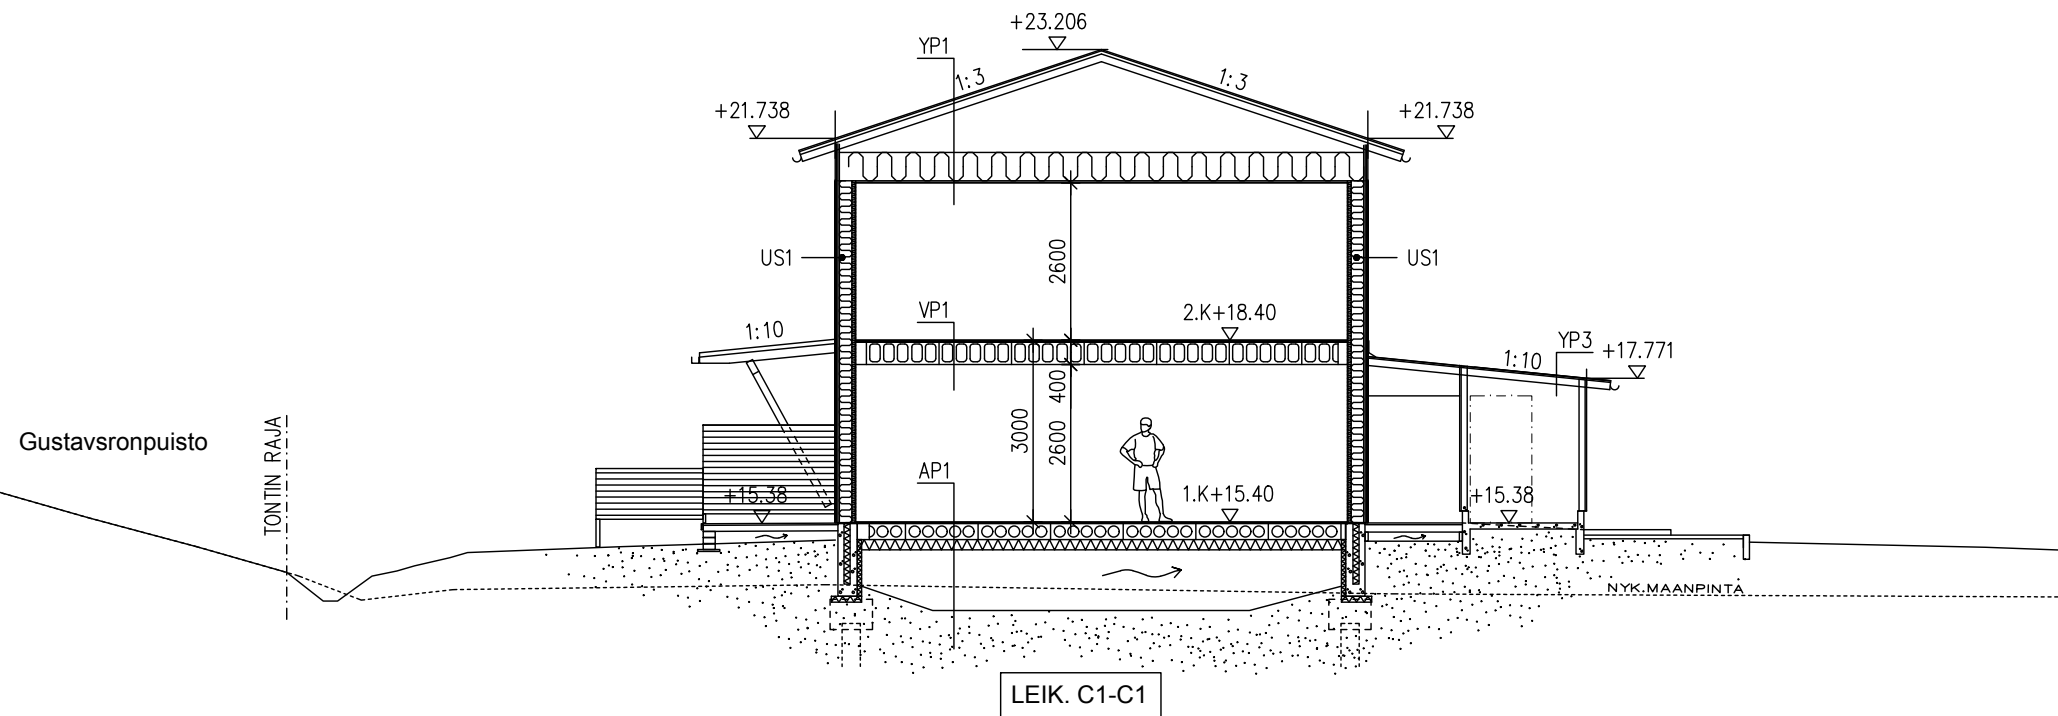 +23.206
YP1
1:3
1:3
+21.738
+21.738
US1
2600
US1
VP1
2.K+18.40
1:10
YP3
1:10
+17.771
400
3000
2600
Gustavsronpuisto
TONTIN RAJA
AP1
+15.38
1.K+15.40
+15.38
NYK.MAANPINTA
LEIK. C1-C1